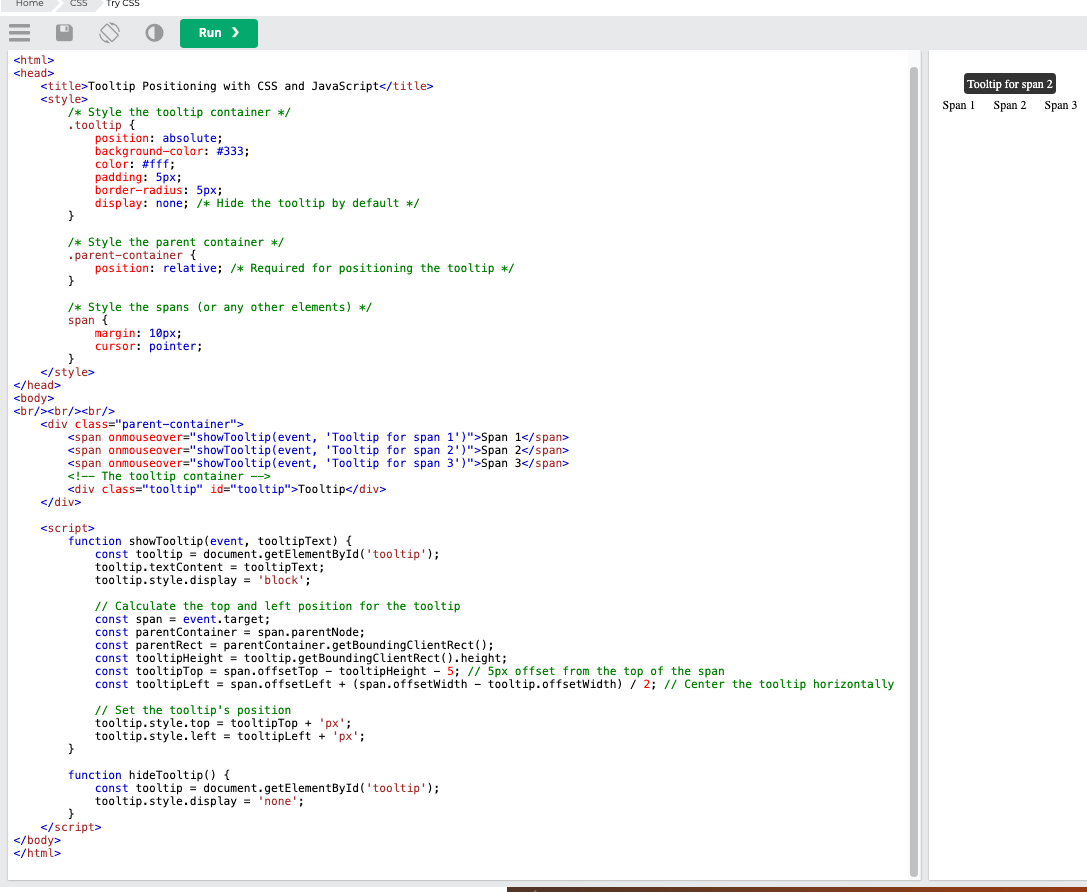 Home CSS Try CSS
Run ❯
<html>
<head>
    <title>Tooltip Positioning with CSS and JavaScript</title>
    <style>
        /* Style the tooltip container */
        .tooltip {
            position: absolute;
            background-color: #333;
            color: #fff;
            padding: 5px;
            border-radius: 5px;
            display: none; /* Hide the tooltip by default */
        }

        /* Style the parent container */
        .parent-container {
            position: relative; /* Required for positioning the tooltip */
        }

        /* Style the spans (or any other elements) */
        span {
            margin: 10px;
            cursor: pointer;
        }
    </style>
</head>
<body>
<br/><br/><br/>
    <div class="parent-container">
        <span onmouseover="showTooltip(event, 'Tooltip for span 1')">Span 1</span>
        <span onmouseover="showTooltip(event, 'Tooltip for span 2')">Span 2</span>
        <span onmouseover="showTooltip(event, 'Tooltip for span 3')">Span 3</span>
        <!-- The tooltip container -->
        <div class="tooltip" id="tooltip">Tooltip</div>
    </div>

    <script>
        function showTooltip(event, tooltipText) {
            const tooltip = document.getElementById('tooltip');
            tooltip.textContent = tooltipText;
            tooltip.style.display = 'block';

            // Calculate the top and left position for the tooltip
            const span = event.target;
            const parentContainer = span.parentNode;
            const parentRect = parentContainer.getBoundingClientRect();
            const tooltipHeight = tooltip.getBoundingClientRect().height;
            const tooltipTop = span.offsetTop - tooltipHeight - 5; // 5px offset from the top of the span
            const tooltipLeft = span.offsetLeft + (span.offsetWidth - tooltip.offsetWidth) / 2; // Center the tooltip horizontally

            // Set the tooltip's position
            tooltip.style.top = tooltipTop + 'px';
            tooltip.style.left = tooltipLeft + 'px';
        }

        function hideTooltip() {
            const tooltip = document.getElementById('tooltip');
            tooltip.style.display = 'none';
        }
    </script>
</body>
</html>
Tooltip for span 2
Span 1 Span 2 Span 3